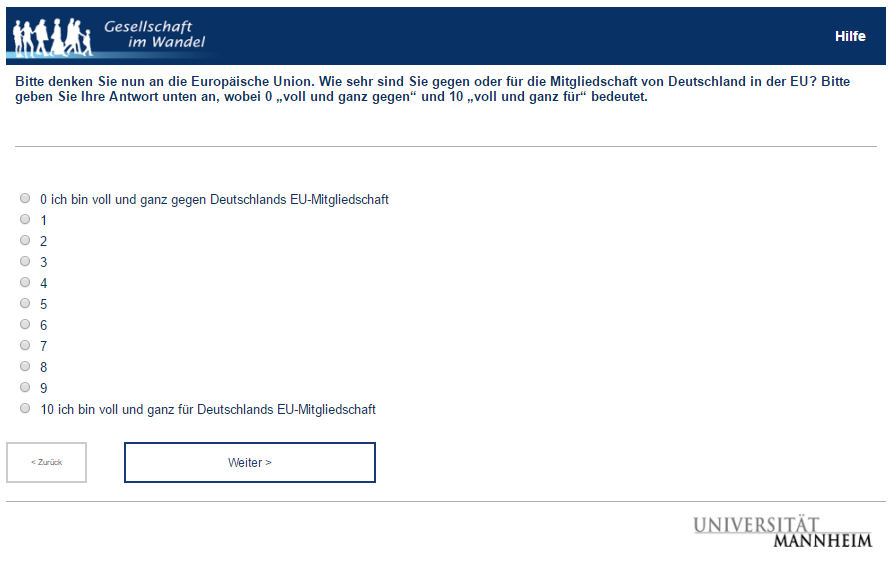 Gesellschaft
im Wandel
Hilfe
Bitte denken Sie nun an die Europäische Union. Wie sehr sind Sie gegen oder für die Mitgliedschaft von Deutschland in der EU? Bitte
geben Sie Ihre Antwort unten an, wobei 0 „voll und ganz gegen“ und 10 „voll und ganz für“ bedeutet.
0 ich bin voll und ganz gegen Deutschlands EU-Mitgliedschaft
1
2
3
4
5
6
7
8
9
10 ich bin voll und ganz für Deutschlands EU-Mitgliedschaft
< Zurück
Weiter >
UNIVERSITÄT
MANNHEIM